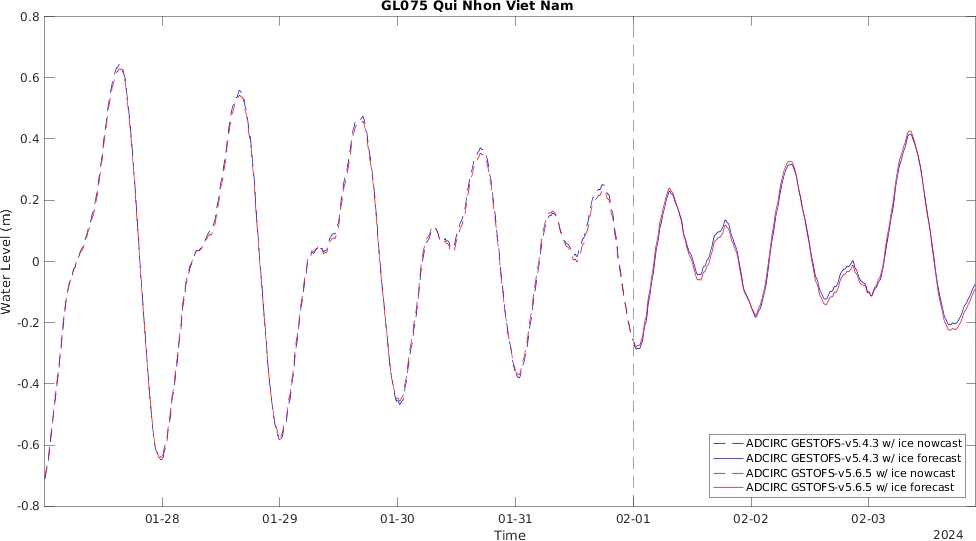 GL075 Qui Nhon Viet Nam
0.8
0.6
0.4
0.2
0
-0.2
-0.4
-0.6
-0.8
Water Level (m)
01-28
01-29
01-30
01-31
02-01
02-02
02-03
Time
2024
ADCIRC GESTOFS-v5.4.3 w/ ice nowcast
ADCIRC GESTOFS-v5.4.3 w/ ice forecast
ADCIRC GSTOFS-v5.6.5 w/ ice nowcast
ADCIRC GSTOFS-v5.6.5 w/ ice forecast